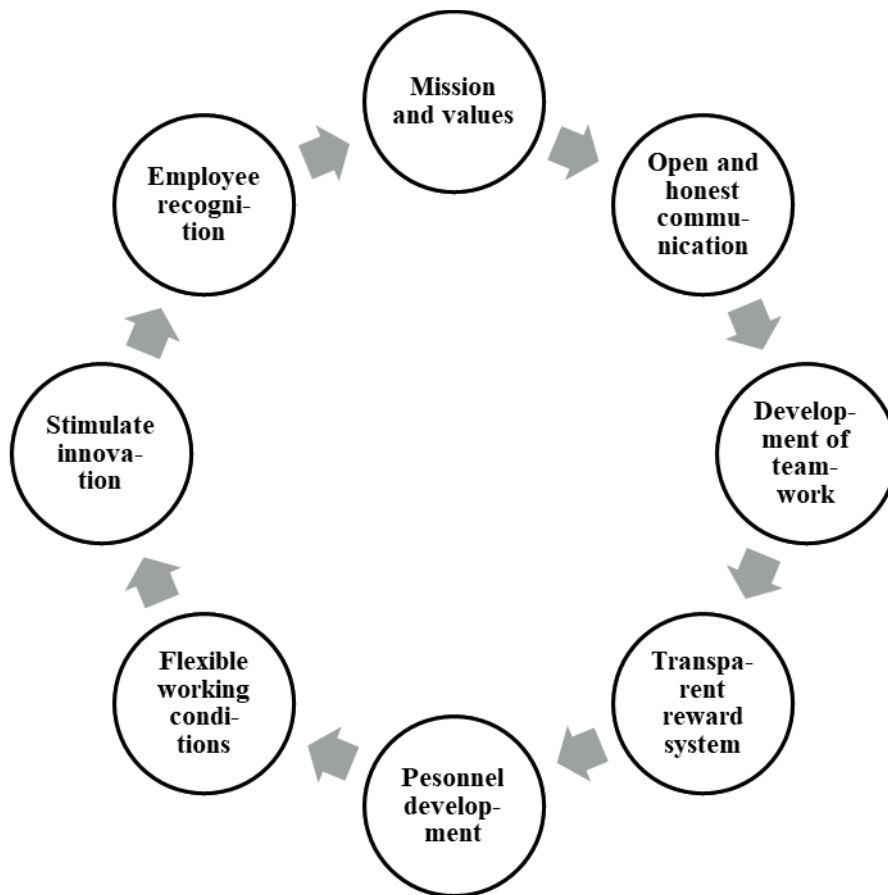 Mission
and values
Open and
honest
commu-
nication
Develop-
ment of
team-
work
Transpa-
rent
reward
system
Pesonnel
develop-
ment
Flexible
working
condi-
tions
Stimulate
innova-
tion
Employee
recogni-
tion